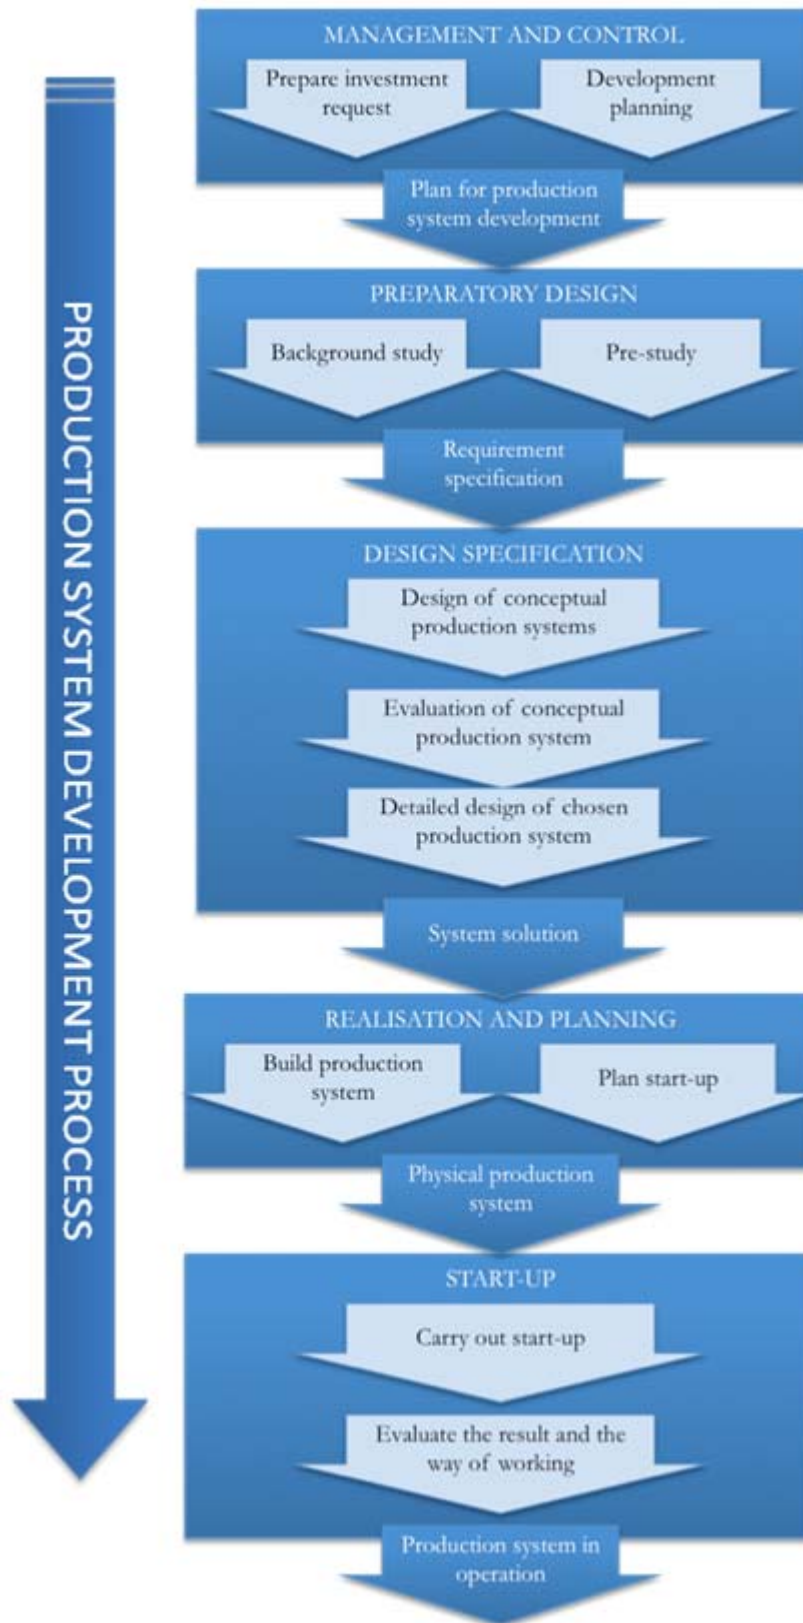 PRODUCTION SYSTEM DEVELOPMENT PROCESS
MANAGEMENT AND CONTROL
Prepare investment
request
Development
planning
Plan for production
system development
PREPARATORY DESIGN
Background study
Pre-study
Requirement
specification
DESIGN SPECIFICATION
Design of conceptual
production systems
Evaluation of conceptual
production system
Detailed design of chosen
production system
System solution
REALISATION AND PLANNING
Build production
system
Plan start-up
Physical production
system
START-UP
Carry out start-up
Evaluate the result and the
way of working
Production system in
operation